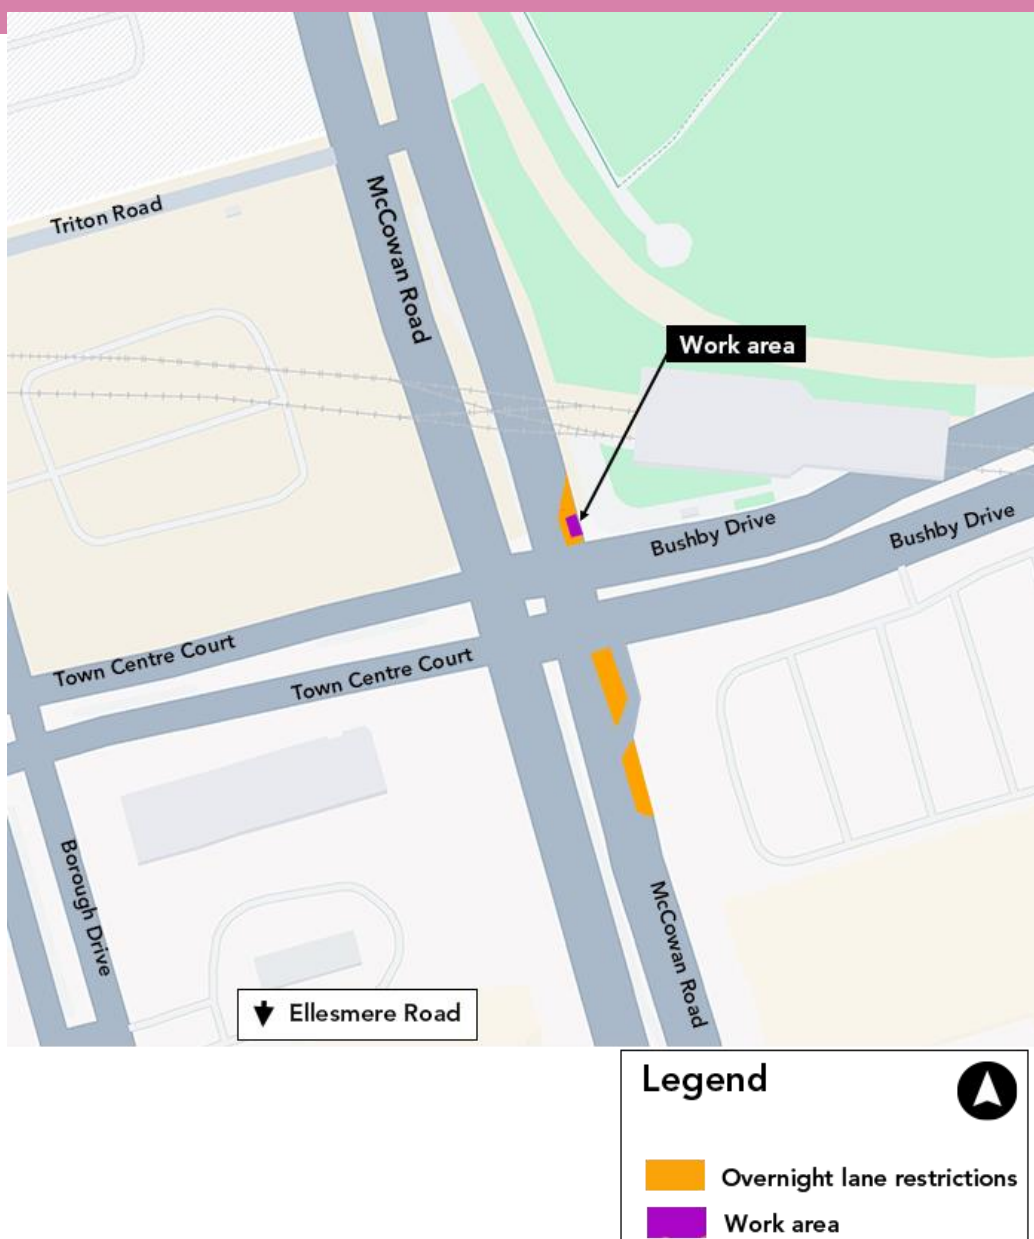 Triton Road
McCowan Road
Work area
Bushby Drive
Bushby Drive
Town Centre Court
Town Centre Court
Borough Drive
McCowan Road
Ellesmere Road
Legend
Overnight lane restrictions
Work area